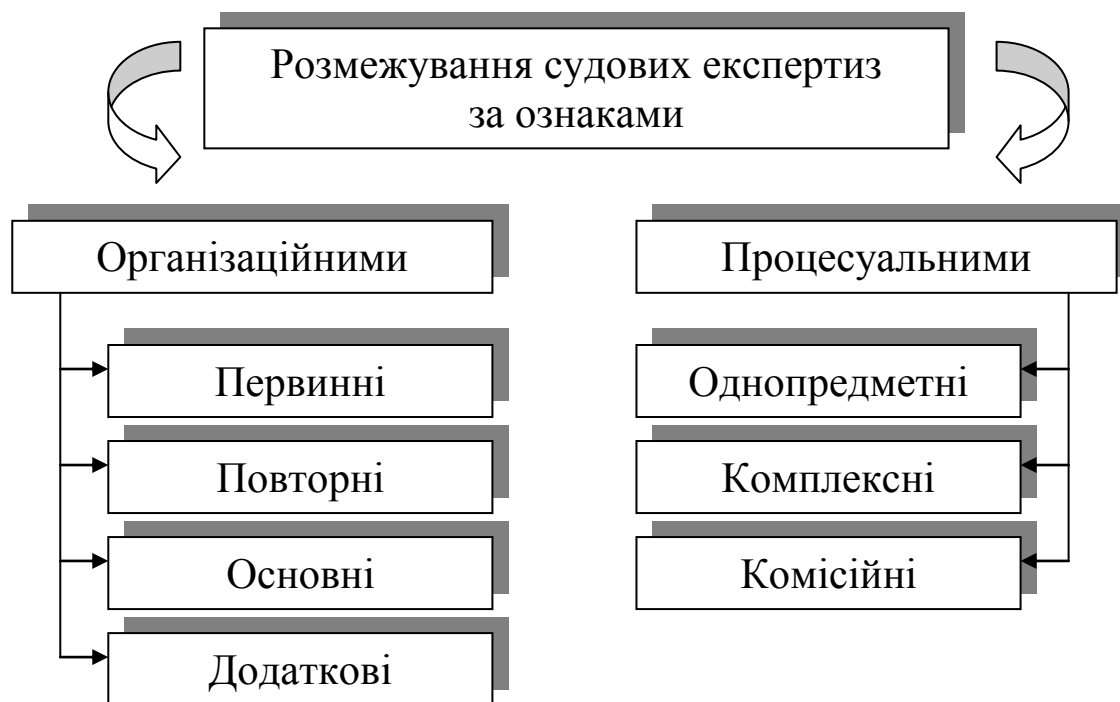 Розмежування судових експертиз
за ознаками
Організаційними
Первинні
Повторні
Основні
Додаткові
Процесуальними
Однопредметні
Комплексні
Комісійні